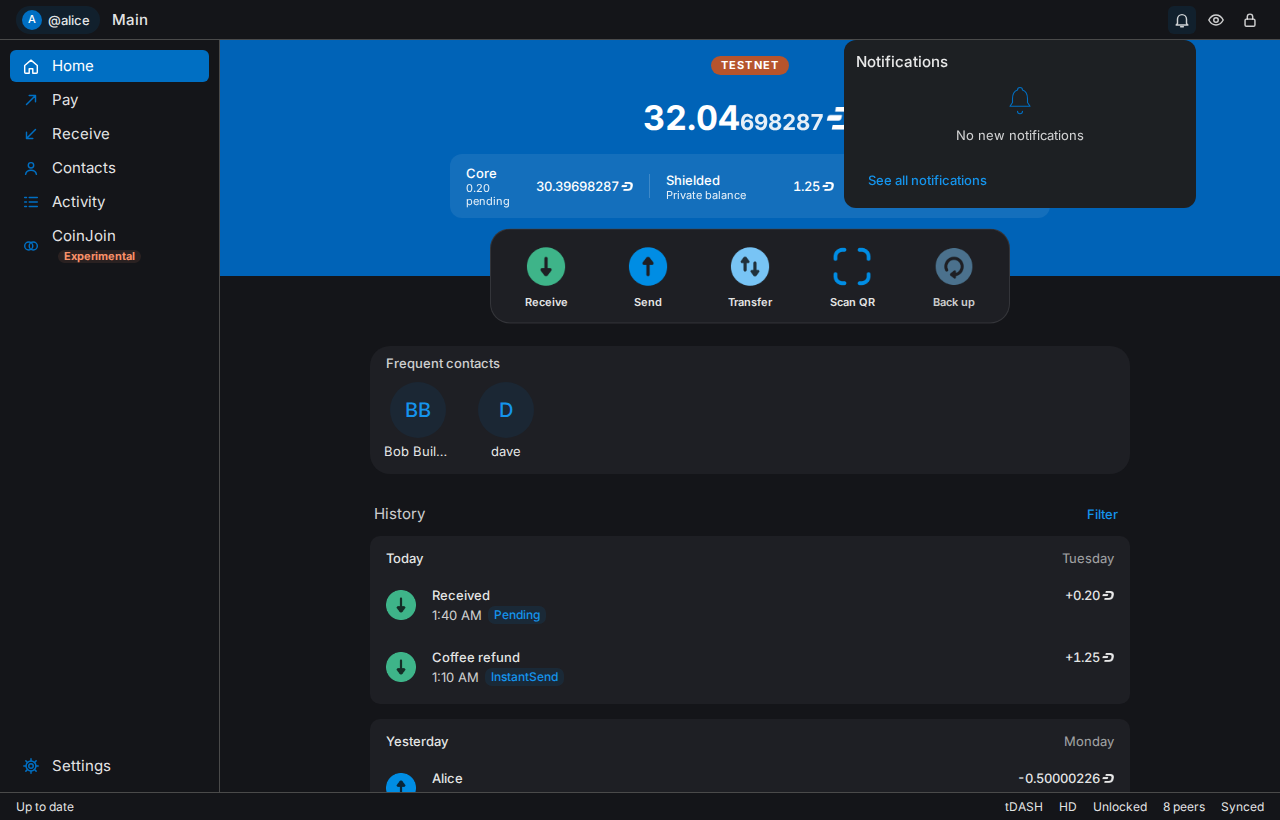 A @alice Main
Home
Pay
Receive
Contacts
Activity
CoinJoin
Experimental
Settings
TESTNET
32.04698287
Core
0.20
pending
30.39698287
Shielded
Private balance
1.25
Notifications
No new notifications
See all notifications
Receive
Send
Transfer
Scan QR
Back up
Frequent contacts
BB
D
Bob Buil...
dave
History
Filter
Today
Tuesday
Received
+0.20
1:40 AM Pending
Coffee refund
+1.25
1:10 AM InstantSend
Yesterday
Monday
Alice
-0.50000226
Up to date
tDASH HD Unlocked 8 peers Synced